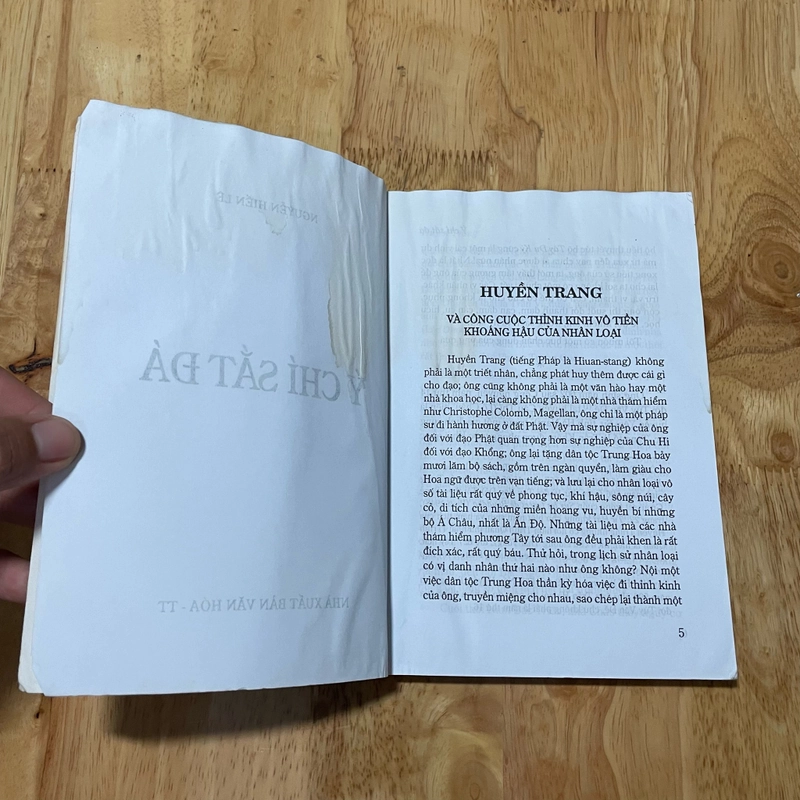 NGUYỄN HIẾN LÊ
Ý CHÍ SẮT ĐÁ
NHÀ XUẤT BẢN VĂN HÓA - TT
HUYỀN TRANG
VÀ CÔNG CUỘC THỈNH KINH VÔ TIỀN
KHOÁNG HẬU CỦA NHÂN LOẠI
Huyền Trang (tiếng Pháp là Hiuan-stang) không
phải là một triết nhân, chẳng phát huy thêm được cái gì
cho đạo; ông cũng không phải là một văn hào hay một
nhà khoa học, lại càng không phải là một nhà thám hiểm
như Christophe Colomb, Magellan, ông chỉ là một pháp
sư đi hành hương ở đất Phật. Vậy mà sự nghiệp của ông
đối với đạo Phật quan trọng hơn sự nghiệp của Chu Hi
đối với đạo Khổng; ông lại tặng dân tộc Trung Hoa bảy
mươi lăm bộ sách, gồm trên ngàn quyển, làm giàu cho
Hoa ngữ được trên vạn tiếng; và lưu lại cho nhân loại vô
số tài liệu rất quý về phong tục, khí hậu, sông núi, cây
cỏ, di tích của những miền hoang vu, huyền bí những
bộ Á Châu, nhất là Ấn Độ. Những tài liệu mà các nhà
thám hiểm phương Tây tới sau ông đều phải khen là rất
đích xác, rất quý báu. Thử hỏi, trong lịch sử nhân loại
có vị danh nhân thứ hai nào như ông không? Nội một
việc dân tộc Trung Hoa thần kỳ hóa việc đi thỉnh kinh
của ông, truyền miệng cho nhau, sao chép lại thành một
5